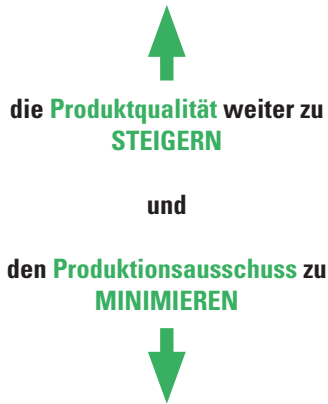 die Produktqualität weiter zu
STEIGERN
und
den Produktionsausschuss zu
MINIMIEREN